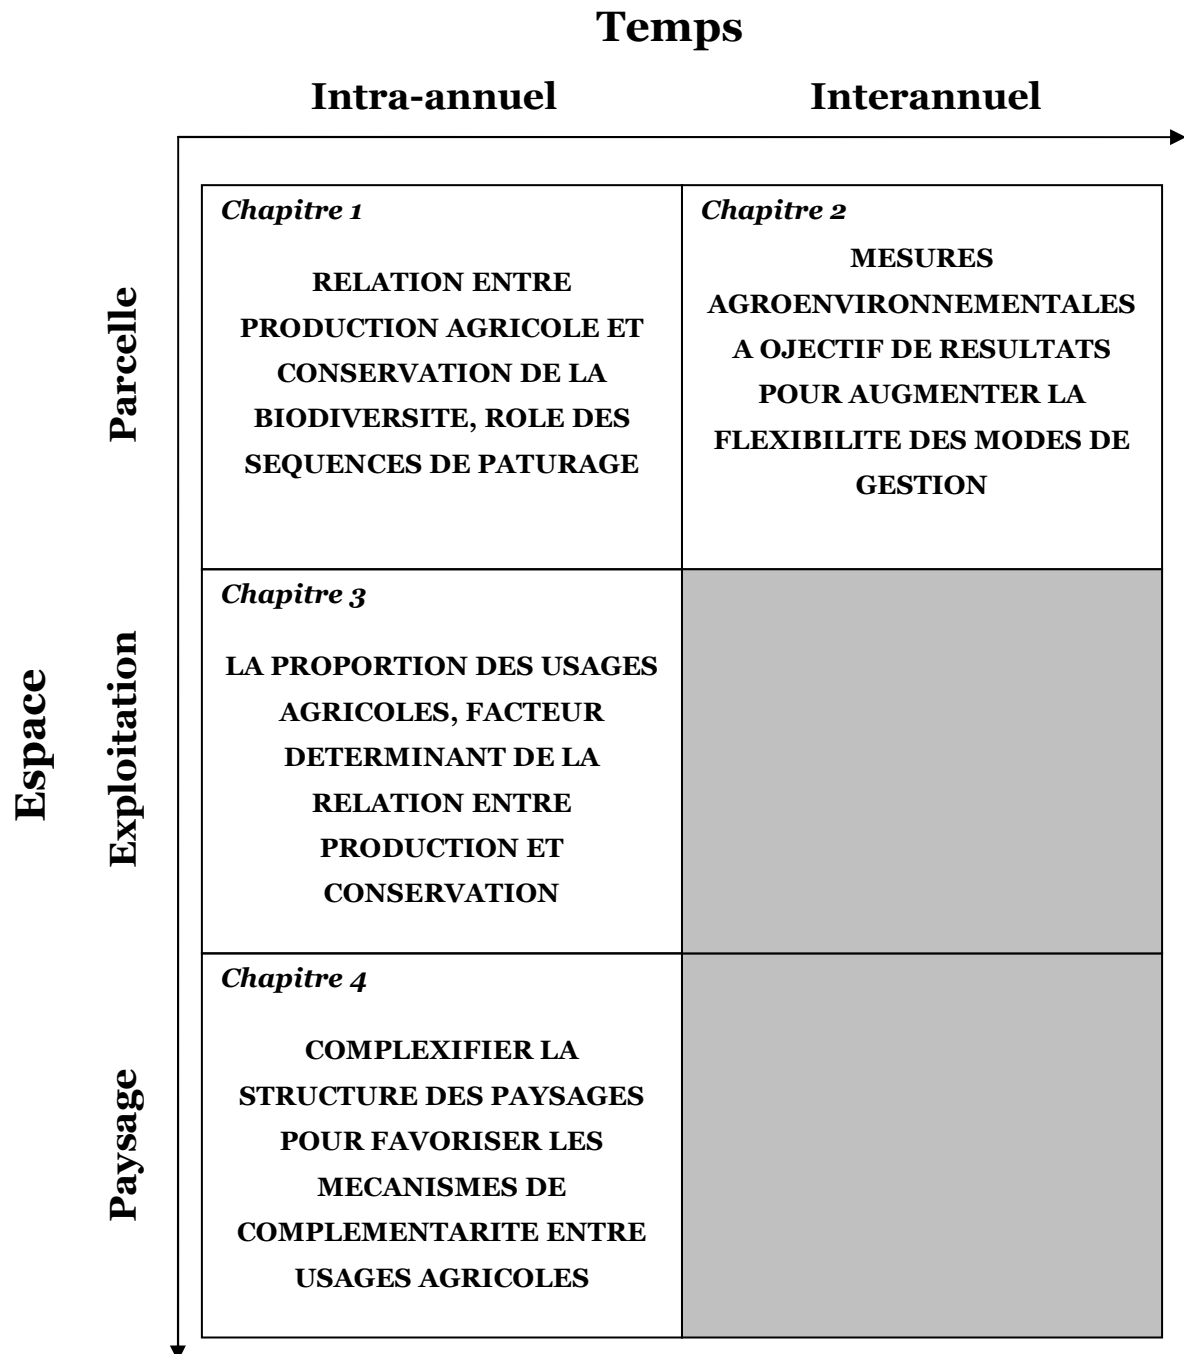 Temps
Intra-annuel
Interannuel
Espace
Parcelle
Chapitre 1
RELATION ENTRE
PRODUCTION AGRICOLE ET
CONSERVATION DE LA
BIODIVERSITE, ROLE DES
SEQUENCES DE PATURAGE
Chapitre 2
MESURES
AGROENVIRONNEMENTALES
A OJECTIF DE RESULTATS
POUR AUGMENTER LA
FLEXIBILITE DES MODES DE
GESTION
Exploitation
Chapitre 3
LA PROPORTION DES USAGES
AGRICOLES, FACTEUR
DETERMINANT DE LA
RELATION ENTRE
PRODUCTION ET
CONSERVATION
Paysage
Chapitre 4
COMPLEXIFIER LA
STRUCTURE DES PAYSAGES
POUR FAVORISER LES
MECANISMES DE
COMPLEMENTARITE ENTRE
USAGES AGRICOLES